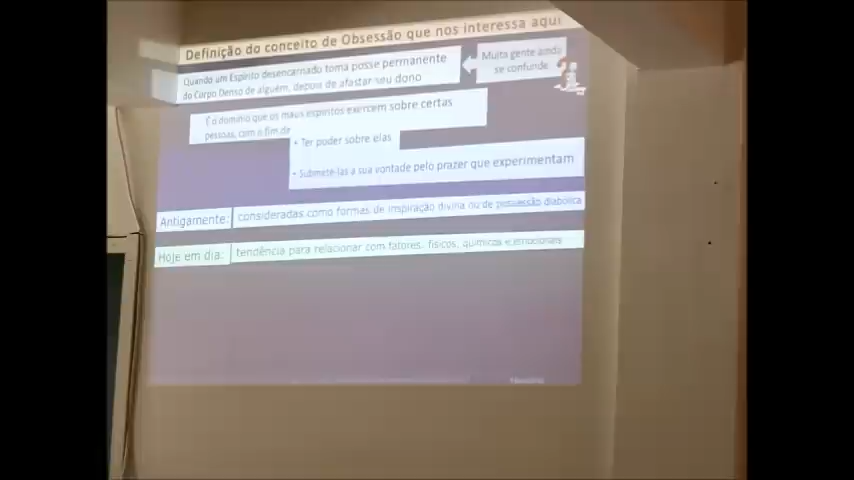 Definição do conceito de Obsessão que nos interessa aqui
Quando um Espírito desencarnado toma posse permanente
do Corpo Denso de alguém, depois de afastar seu dono
Muita gente ainda
se confunde
É o domínio que os maus espíritos exercem sobre certas
pessoas, com o fim de
• Ter poder sobre elas
• Submetê-las a sua vontade pelo prazer que experimentam
Antigamente: consideradas como formas de inspiração divina ou de possessão diabólica
Hoje em dia: tendência para relacionar com fatores, físicos, químicos e emocionais